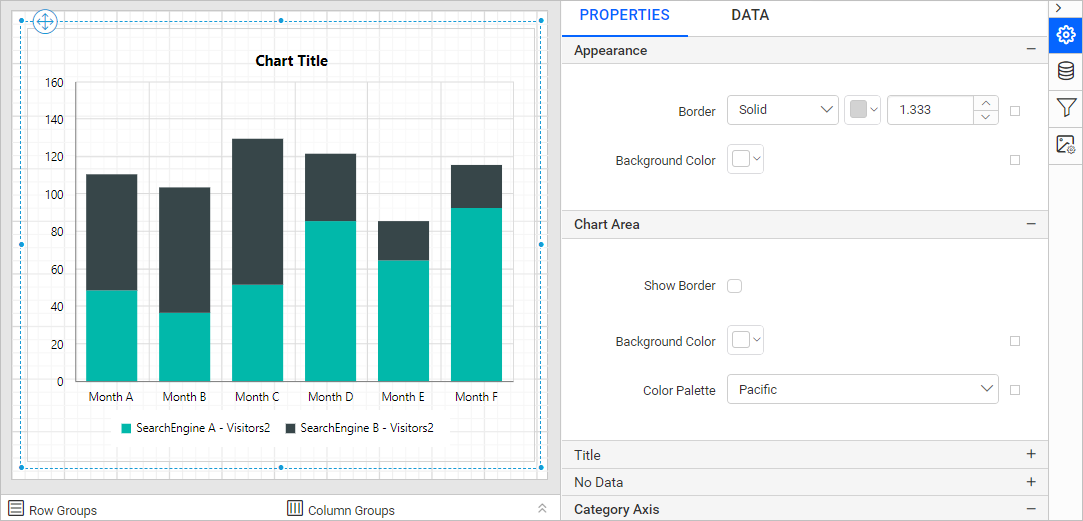 PROPERTIES DATA
Appearance
Border Solid 1.333
Background Color
Chart Area
Show Border
Background Color
Color Palette Pacific
Title
No Data
Category Axis
Chart Title
160
140
120
100
80
60
40
20
0
Month A Month B Month C Month D Month E Month F
SearchEngine A - Visitors2 SearchEngine B - Visitors2
Row Groups Column Groups